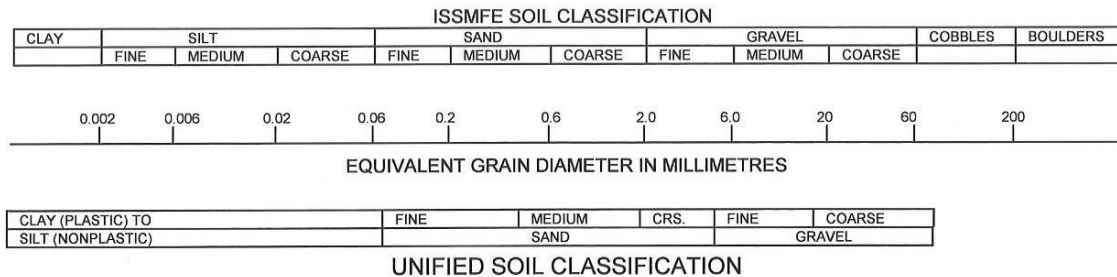 ISSMFE SOIL CLASSIFICATION
CLAY SILT SAND GRAVEL COBBLES BOULDERS
FINE MEDIUM COARSE FINE MEDIUM COARSE FINE MEDIUM COARSE
0.002 0.006 0.02 0.06 0.2 0.6 2.0 6.0 20 60 200
EQUIVALENT GRAIN DIAMETER IN MILLIMETRES
CLAY (PLASTIC) TO FINE MEDIUM CRS. FINE COARSE
SILT (NONPLASTIC) SAND GRAVEL
UNIFIED SOIL CLASSIFICATION